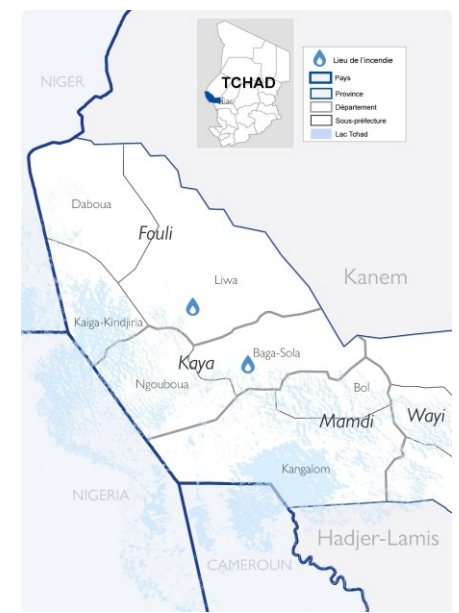 NIGER
TCHAD
Lac
Lieu de l'incendie
Pays
Province
Département
Sous-préfecture
Lac Tchad
Daboua
Fouli
Liwa
Kanem
Kaiga-Kindjiria
Kaya
Baga-Sola
Ngouboua
Bol
Mamdi
Wayi
Kangalom
NIGERIA
Hadjer-Lamis
CAMEROUN